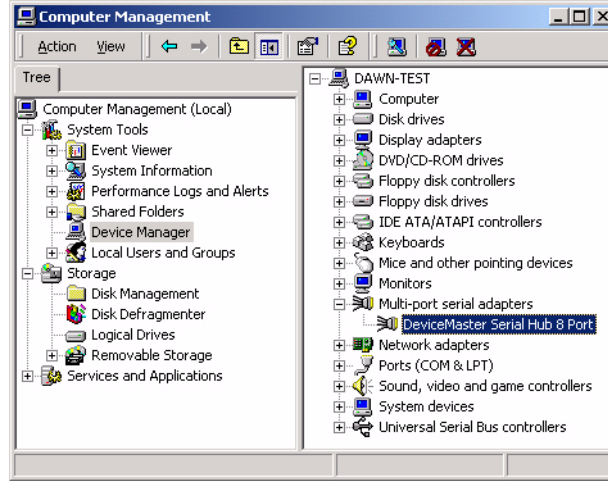 Computer Management
Action View
Tree
Computer Management (Local)
System Tools
Event Viewer
System Information
Performance Logs and Alerts
Shared Folders
Device Manager
Local Users and Groups
Storage
Disk Management
Disk Defragmenter
Logical Drives
Removable Storage
Services and Applications
DAWN-TEST
Computer
Disk drives
Display adapters
DVD/CD-ROM drives
Floppy disk controllers
Floppy disk drives
IDE ATA/ATAPI controllers
Keyboards
Mice and other pointing devices
Monitors
Multi-port serial adapters
DeviceMaster Serial Hub 8 Port
Network adapters
Ports (COM & LPT)
Sound, video and game controllers
System devices
Universal Serial Bus controllers